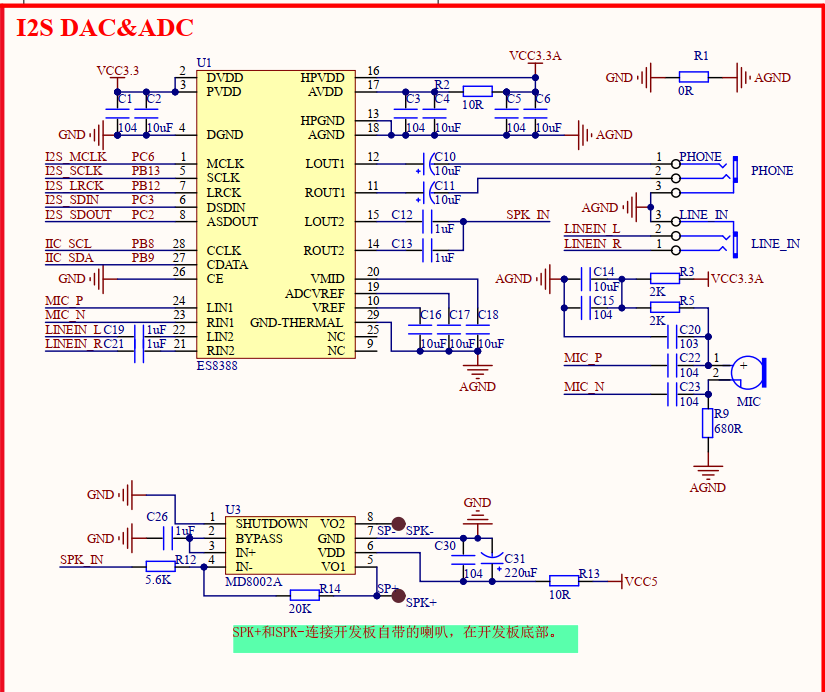 I2S DAC&ADC
U1
VCC3.3
VCC3.3A
R1
GND
0R
AGND
2 DVDD HPVDD 16
3 PVDD AVDD 17
R2
10R
C1 C2
104 10uF
C3 C4
104 10uF
C5 C6
104 10uF
HPGND 13
GND 4 DGND AGND 18 AGND
I2S_MCLK PC6 1 MCLK LOUT1 12 C10 10uF
I2S_SCLK PB13 5 SCLK
I2S_LRCK PB12 7 LRCK ROUT1 11 C11 10uF
I2S_SDIN PC3 6 DSDIN
I2S_SDOUT PC2 8 ASDOUT LOUT2 15 C12 1uF SPK_IN
1 PHONE
2
3
PHONE
AGND
3 LINE_IN
LINEIN_L 2
LINEIN_R 1
LINE_IN
IIC_SCL PB8 28 CCLK ROUT2 14 C13 1uF
IIC_SDA PB9 27 CDATA
GND 26 CE VMID 20
ADCVREF 19
MIC_P 24 LIN1 VREF 10
MIC_N 23 RIN1 GND-THERMAL 29
LINEIN_L C19 1uF 22 LIN2 NC 25
LINEIN_R C21 1uF 21 RIN2 NC 9
ES8388
C16 C17 C18
10uF 10uF 10uF
AGND
AGND C14 10uF R3 2K VCC3.3A
C15 104 R5 2K
C20
103
MIC_P C22 104 1
2 +
MIC_N C23 104
MIC
R9
680R
AGND
GND
U3
1 SHUTDOWN VO2 8 SP- SPK-
GND C26 1uF 2 BYPASS GND 7
3 IN+ VDD 6
SPK_IN R12 5.6K 4 IN- VO1 5
MD8002A
R14
20K
SP+ SPK+
GND
C30
104
C31
+ 220uF
R13
10R
VCC5
SPK+和SPK-连接开发板自带的喇叭，在开发板底部。